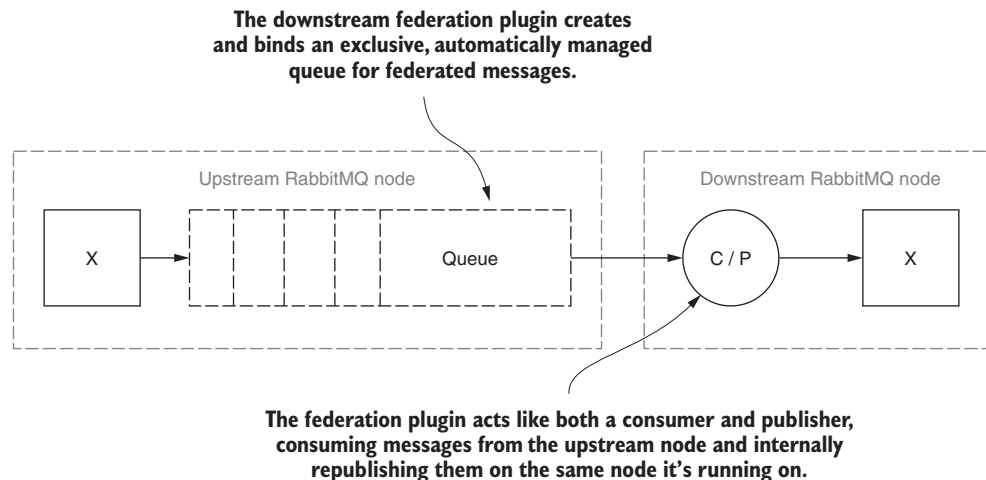 The downstream federation plugin creates
and binds an exclusive, automatically managed
queue for federated messages.
Upstream RabbitMQ node
Downstream RabbitMQ node
X
Queue
C / P
X
The federation plugin acts like both a consumer and publisher,
consuming messages from the upstream node and internally
republishing them on the same node it's running on.